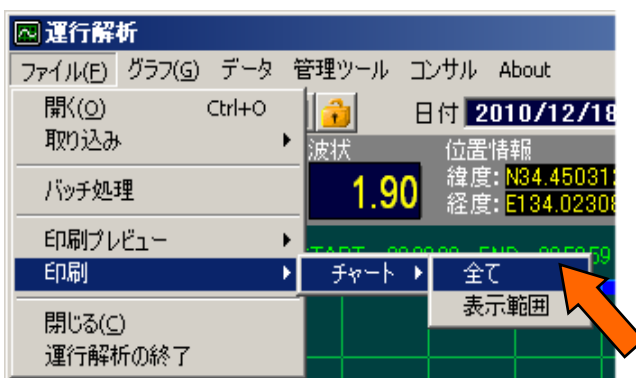 運行解析
ファイル(F) グラフ(G) データ 管理ツール コンサル About
開く(O) Ctrl+O
取り込み
バッチ処理
印刷プレビュー
印刷
閉じる(C)
運行解析の終了
チャート
全て
表示範囲
日付 2010/12/18
波状
1.90
位置情報
緯度: N34.45031
経度: E134.02308